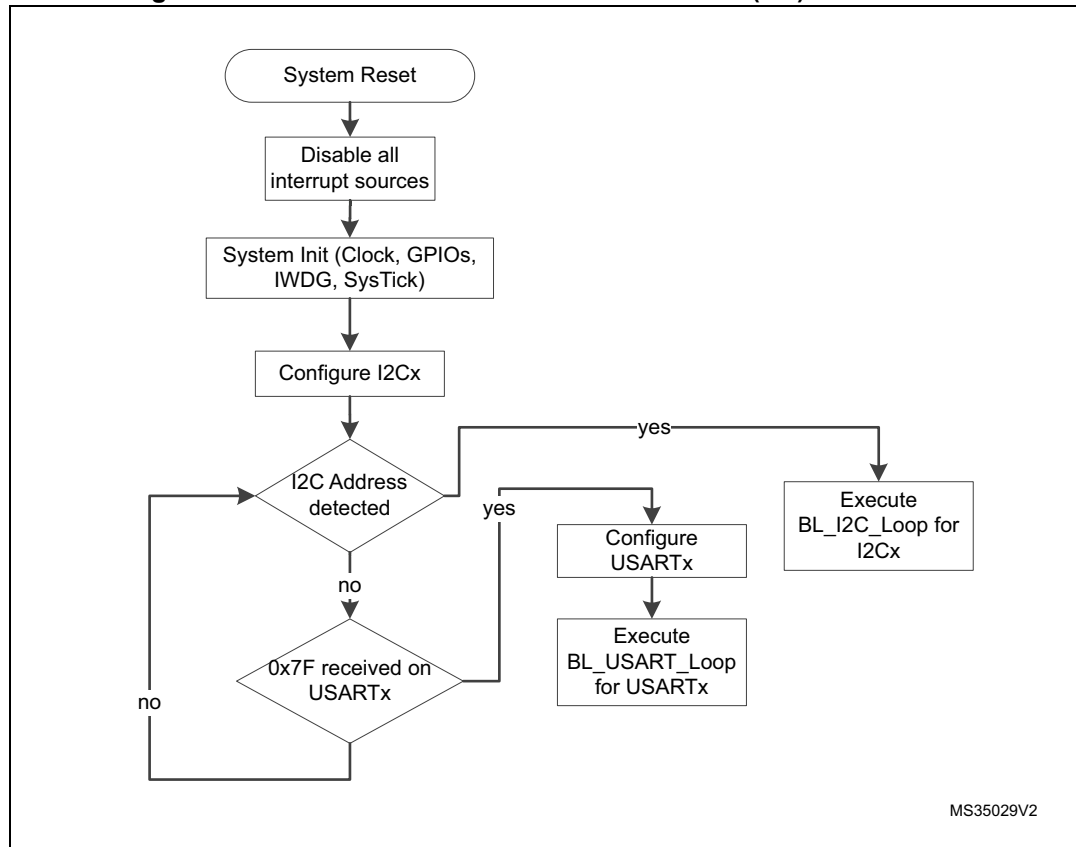 System Reset
Disable all
interrupt sources
System Init (Clock, GPIOs,
IWDG, SysTick)
Configure I2Cx
I2C Address
detected
yes
Execute
BL_I2C_Loop for
I2Cx
yes
Configure
USARTx
no
Execute
BL_USART_Loop
for USARTx
0x7F received on
USARTx
no
MS35029V2